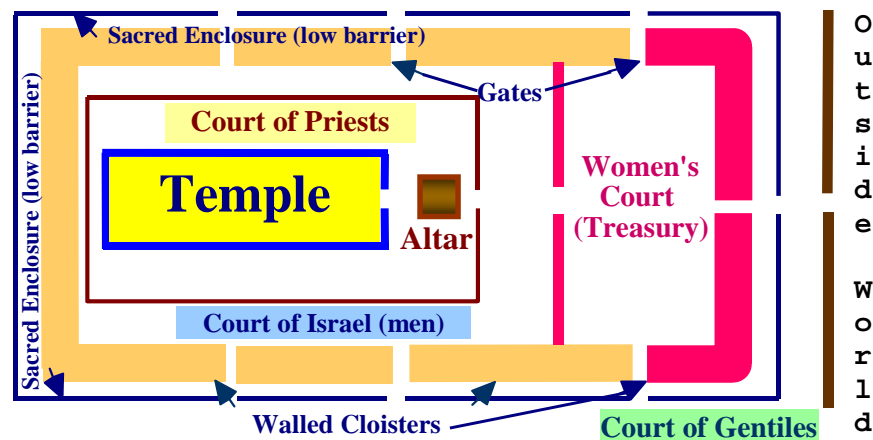 Sacred Enclosure (low barrier)
Sacred Enclosure (low barrier)
Gates
Court of Priests
Temple
Altar
Women's
Court
(Treasury)
Court of Israel (men)
Walled Cloisters
Court of Gentiles
Outside World